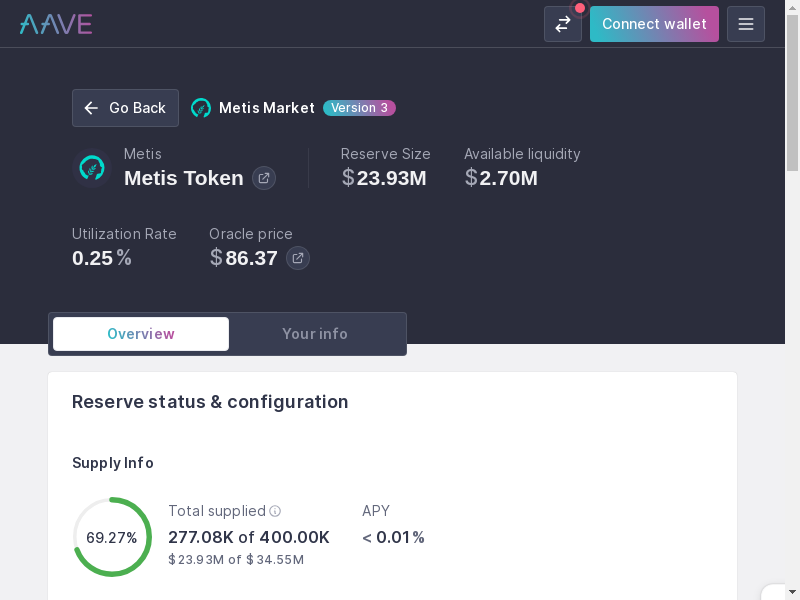 AAVE
Connect wallet
Go Back
Metis Market
Version 3
Metis
Metis Token
Reserve Size
$23.93M
Available liquidity
$2.70M
Utilization Rate
0.25%
Oracle price
$86.37
Overview
Your info
Reserve status & configuration
Supply Info
69.27%
Total supplied
277.08K of 400.00K
$23.93M of $34.55M
APY
< 0.01%